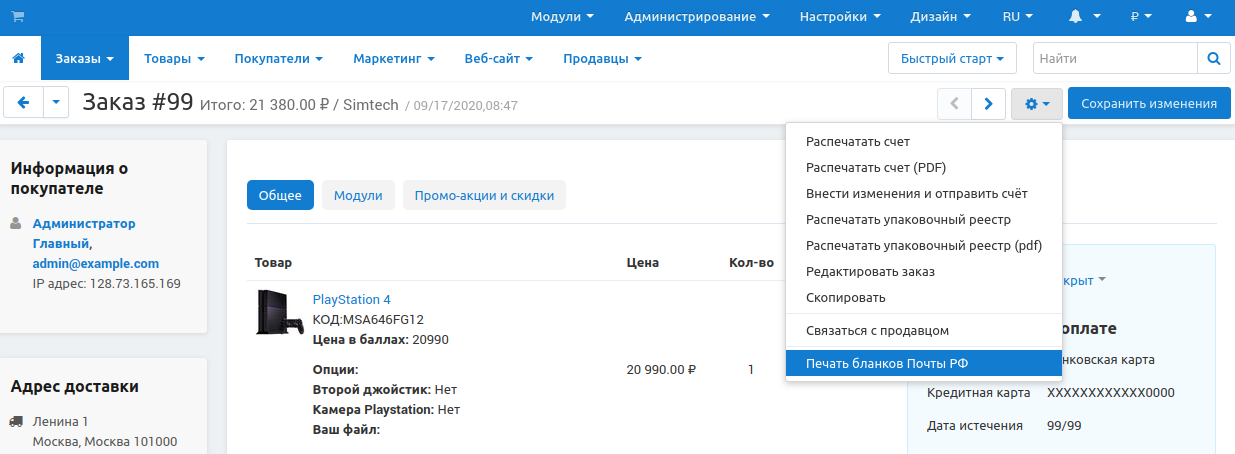 Модули Администрирование Настройки Дизайн RU ₽
Заказы Товары Покупатели Маркетинг Веб-сайт Продавцы Быстрый старт Найти
Заказ #99 Итого: 21 380.00 ₽ / Simtech / 09/17/2020,08:47 Сохранить изменения
Информация о
покупателе
Администратор
Главный,
admin@example.com
IP адрес: 128.73.165.169
Адрес доставки
Ленина 1
Москва, Москва 101000
Общее Модули Промо-акции и скидки
Товар Цена Кол-во
PlayStation 4
КОД:MSA646FG12
Цена в баллах: 20990
Опции: 20 990.00 ₽ 1
Второй джойстик: Нет
Камера Playstation: Нет
Ваш файл:
Распечатать счет
Распечатать счет (PDF)
Внести изменения и отправить счёт
Распечатать упаковочный реестр
Распечатать упаковочный реестр (pdf)
Редактировать заказ
Скопировать
Связаться с продавцом
Печать бланков Почты РФ
Кредитная карта XXXXXXXXXXXX0000
Дата истечения 99/99
карта